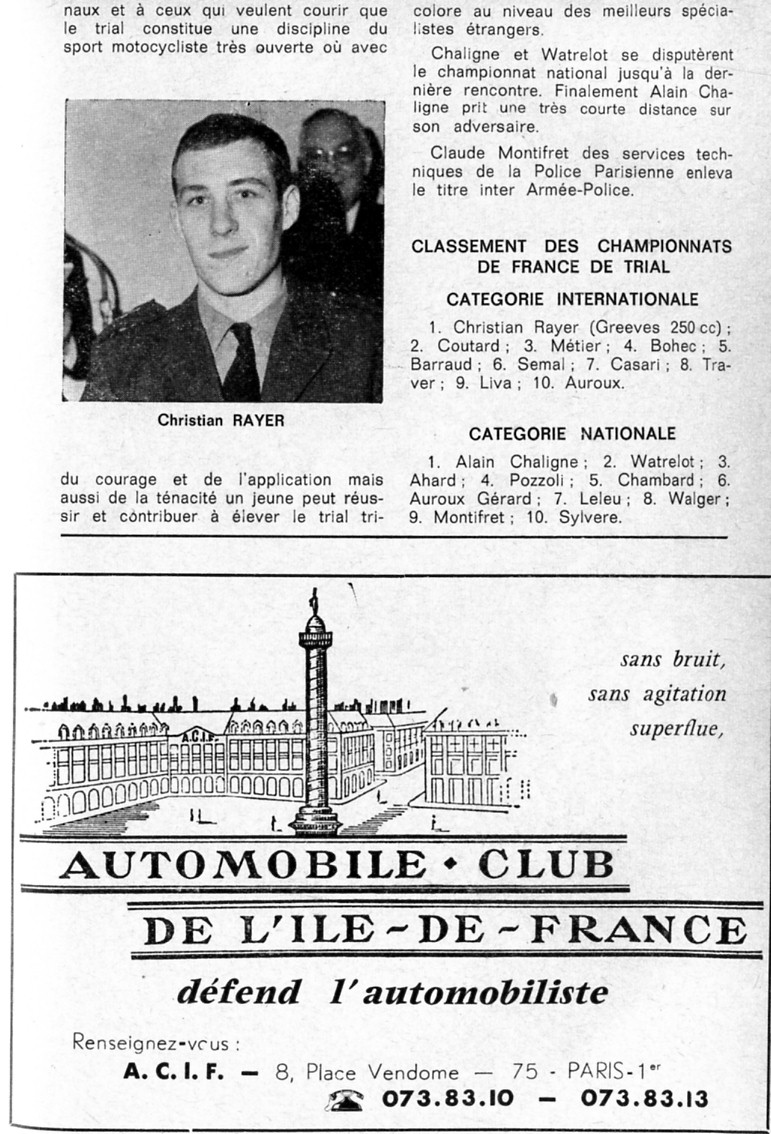 naux et à ceux qui veulent courir que
le trial constitue une discipline du
sport motocycliste très ouverte où avec
Christian RAYER
du courage et de l'application mais
aussi de la ténacité un jeune peut réus-
sir et contribuer à élever le trial tri-
colore au niveau des meilleurs spécia-
listes étrangers.
Chaligne et Watrelot se disputèrent
le championnat national jusqu'à la der-
nière rencontre. Finalement Alain Cha-
ligne prit une très courte distance sur
son adversaire.
Claude Montifret des services tech-
niques de la Police Parisienne enleva
le titre inter Armée-Police.
CLASSEMENT DES CHAMPIONNATS
DE FRANCE DE TRIAL
CATEGORIE INTERNATIONALE
1. Christian Rayer (Greeves 250 cc) ;
2. Coutard ; 3. Métier ; 4. Bohec ; 5.
Barraud ; 6. Semal ; 7. Casari ; 8. Tra-
ver ; 9. Liva ; 10. Auroux.
CATEGORIE NATIONALE
1. Alain Chaligne ; 2. Watrelot ; 3.
Ahard ; 4. Pozzoli ; 5. Chambard ; 6.
Auroux Gérard ; 7. Leleu ; 8. Walger ;
9. Montifret ; 10. Sylvere.
A.C.I.F.
sans bruit,
sans agitation
superflue,
AUTOMOBILE • CLUB
DE L'ILE-DE-FRANCE
défend l'automobiliste
Renseignez-vous :
A. C. I. F. — 8, Place Vendome — 75 - PARIS-1er
073.83.10 — 073.83.13